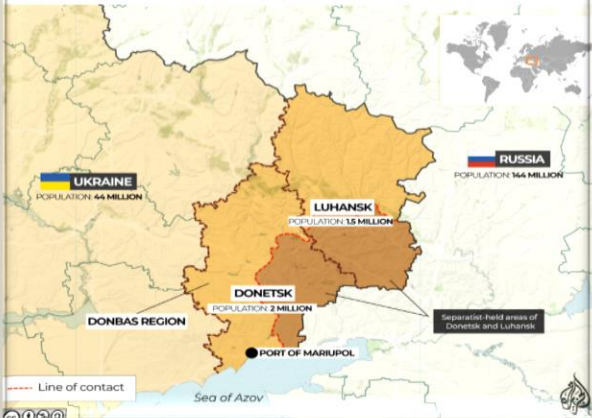 UKRAINE
POPULATION: 44 MILLION
RUSSIA
POPULATION: 144 MILLION
LUHANSK
POPULATION: 1.5 MILLION
DONETSK
POPULATION: 2 MILLION
DONBAS REGION
Separatist-held areas of
Donetsk and Luhansk
PORT OF MARIUPOL
Line of contact
Sea of Azov